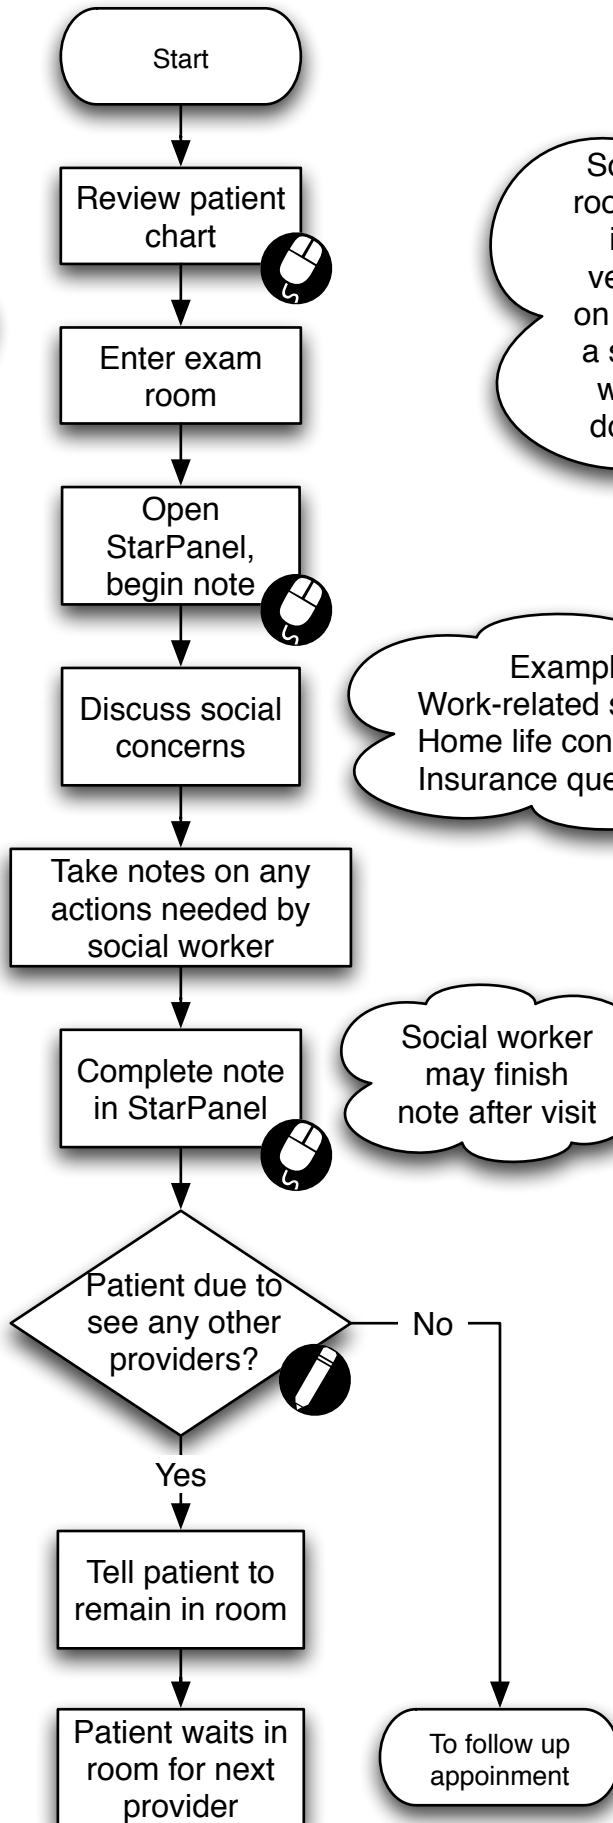 Start
Review patient
chart
Enter exam
room
Open
StarPanel,
begin note
Discuss social
concerns
Work-related
Home life
Insurance
Take notes on any
actions needed by
social worker
Complete note
in StarPanel
Social worker
may finish
note after visit
Patient due to
see any other
providers?
No
Yes
Tell patient to
remain in room
Patient waits in
room for next
provider
To follow up
appoinment